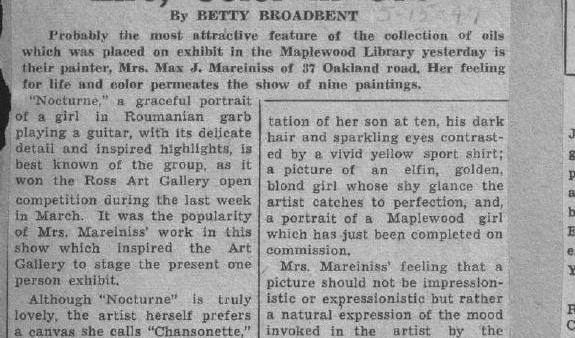 By BETTY BROADBENT
Probably the most attractive feature of the collection of oils
which was placed on exhibit in the Maplewood Library yesterday is
their painter, Mrs. Max J. Mareiniss of 37 Oakland road. Her feeling
for life and color permeates the show of nine paintings.
"Nocturne," a graceful portrait
of a girl in Roumanian garb
playing a guitar, with its delicate
detail and inspired highlights, is
best known of the group, as it
won the Ross Art Gallery open
competition during the last week
in March. It was the popularity
of Mrs. Mareiniss' work in this
show which inspired the Art
Gallery to stage the present one
person exhibit.
Although "Nocturne" is truly
lovely, the artist herself prefers
a canvas she calls "Chansonette,"
tation of her son at ten, his dark
hair and sparkling eyes contrast-
ed by a vivid yellow sport shirt;
a picture of an elfin, golden,
blond girl whose shy glance the
artist catches to perfection, and,
a portrait of a Maplewood girl
which has just been completed on
commission.
Mrs. Mareiniss' feeling that a
picture should not be impression-
istic or expressionistic but rather
a natural expression of the mood
invoked in the artist by the